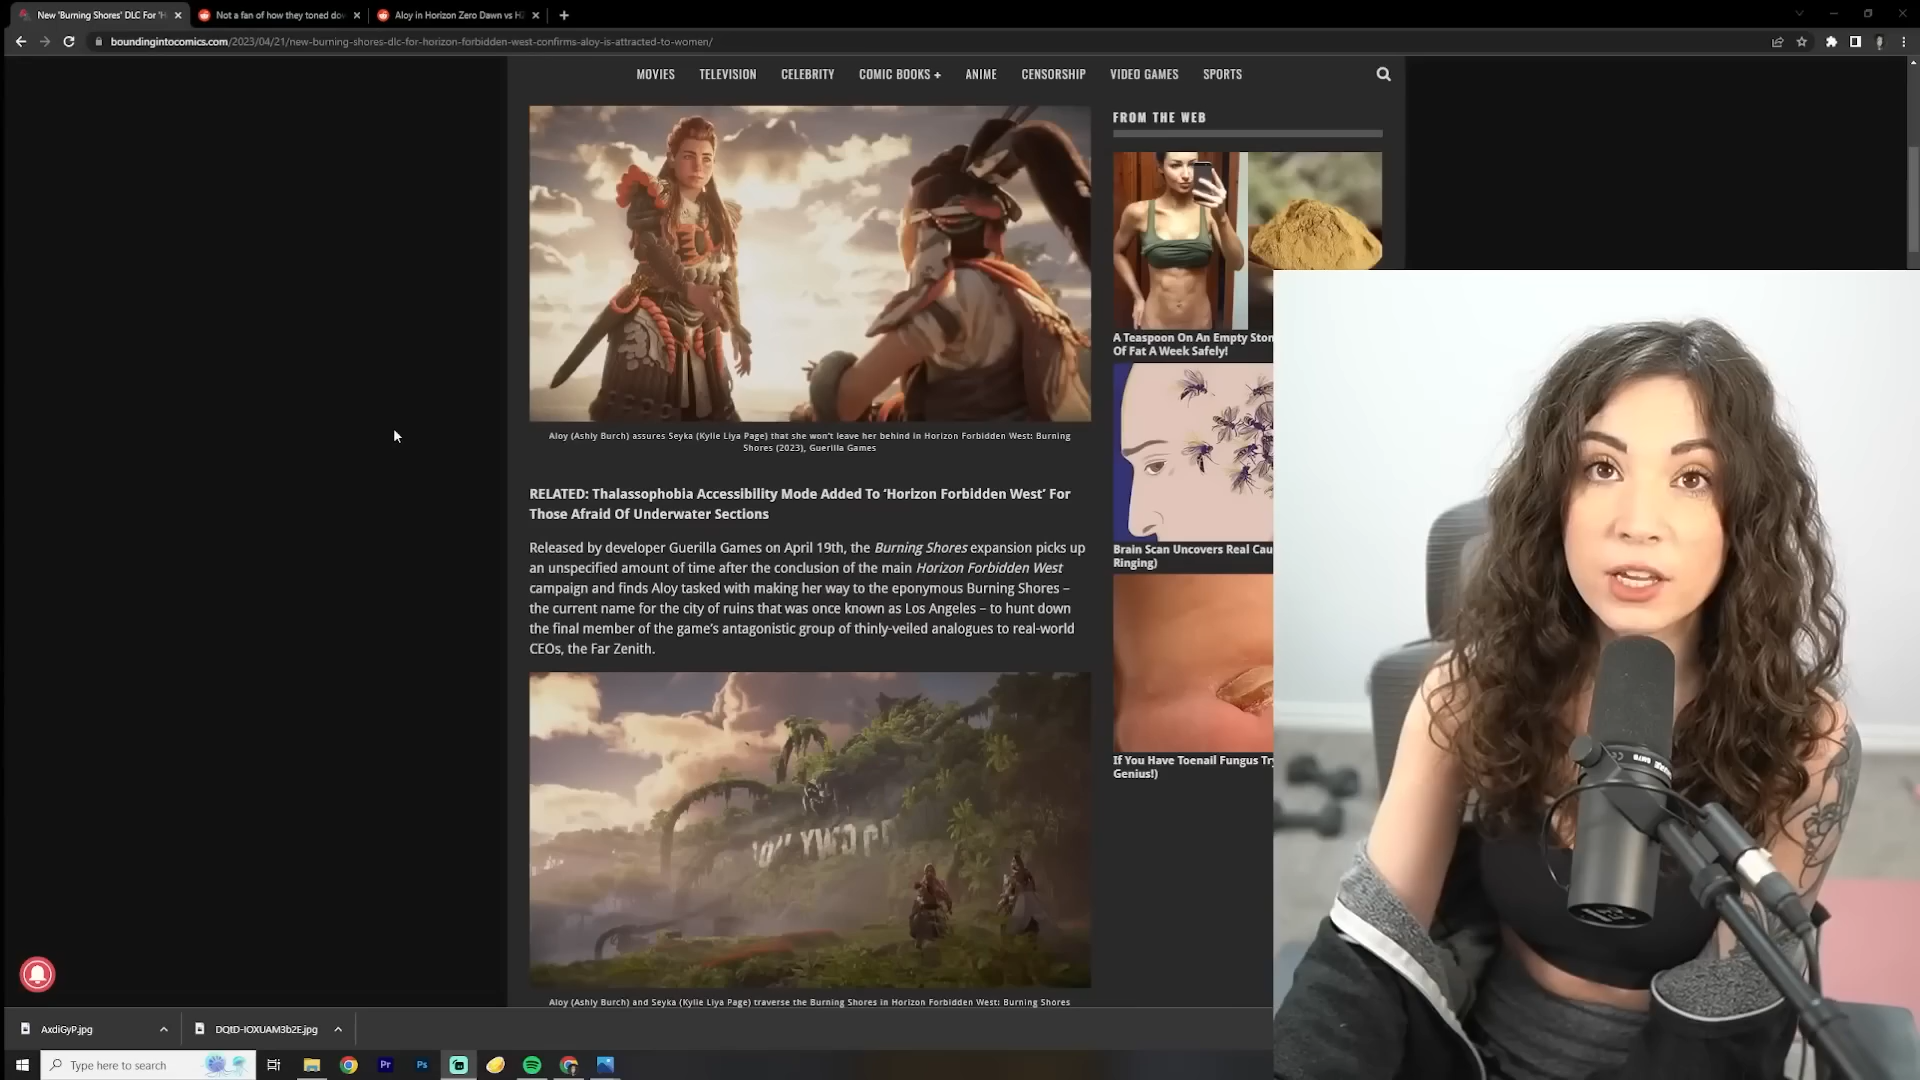 New 'Burning Shores' DLC For 'H
Not a fan of how they toned dov
Aloy in Horizon Zero Dawn vs H
boundingintocomics.com/2023/04/21/new-burning-shores-dlc-for-horizon-forbidden-west-confirms-aloy-is-attracted-to-women/
MOVIES TELEVISION CELEBRITY COMIC BOOKS + ANIME CENSORSHIP VIDEO GAMES SPORTS
FROM THE WEB
A Teaspoon On An Empty Ston
Of Fat A Week Safely!
Aloy (Ashly Burch) assures Seyka (Kylie Liya Page) that she won't leave her behind in Horizon Forbidden West: Burning
Shores (2023), Guerilla Games
RELATED: Thalassophobia Accessibility Mode Added To 'Horizon Forbidden West' For
Those Afraid Of Underwater Sections
Brain Scan Uncovers Real Cau
Ringing)
Released by developer Guerilla Games on April 19th, the Burning Shores expansion picks up
an unspecified amount of time after the conclusion of the main Horizon Forbidden West
campaign and finds Aloy tasked with making her way to the eponymous Burning Shores –
the current name for the city of ruins that was once known as Los Angeles – to hunt down
the final member of the game's antagonistic group of thinly-veiled analogues to real-world
CEOs, the Far Zenith.
If You Have Toenail Fungus Try
Genius!)
Aloy (Ashly Burch) and Seyka (Kylie Liya Page) traverse the Burning Shores in Horizon Forbidden West: Burning Shores
AxdiGyP.jpg
DQtD-IOXUAM3b2E.jpg
Type here to search
Pr
Ps